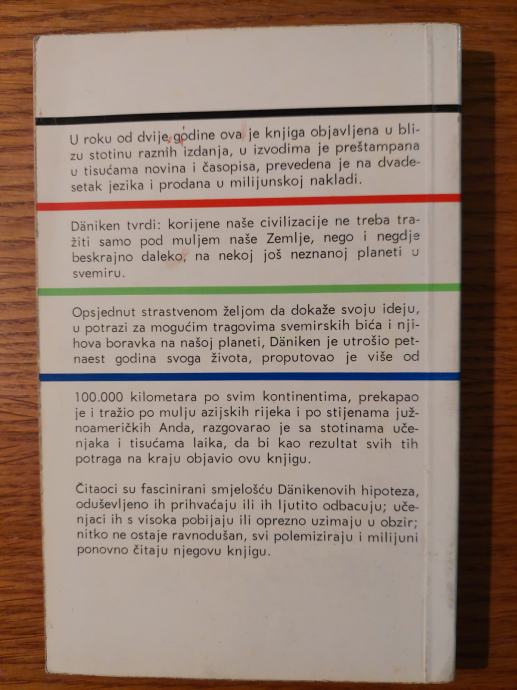 U roku od dvije godine ova je knjiga objavljena u bli-
zu stotinu raznih izdanja, u izvodima je preštampana
u tisućama novina i časopisa, prevedena je na dvade-
setak jezika i prodana u milijunskoj nakladi.
Däniken tvrdi: korijene naše civilizacije ne treba tra-
žiti samo pod muljem naše Zemlje, nego i negdje
beskrajno daleko, na nekoj još neznanoj planeti u
svemiru.
Opsjednut strastvenom željom da dokaže svoju ideju,
u potrazi za mogućim tragovima svemirskih bića i nji-
hova boravka na našoj planeti, Däniken je utrošio pet-
naest godina svoga života, proputovao je više od
100.000 kilometara po svim kontinentima, prekapao
je i tražio po mulju azijskih rijeka i po stijenama juž-
noameričkih Anda, razgovarao je sa stotinama uče-
njaka i tisućama laika, da bi kao rezultat svih tih
potraga na kraju objavio ovu knjigu.
Čitaoci su fascinirani smjelošću Dänikenovih hipoteza,
oduševljeno ih prihvaćaju ili ih ljutito odbacuju; uče-
njaci ih s visoka pobijaju ili oprezno uzimaju u obzir;
nitko ne ostaje ravnodušan, svi polemiziraju i milijuni
ponovno čitaju njegovu knjigu.